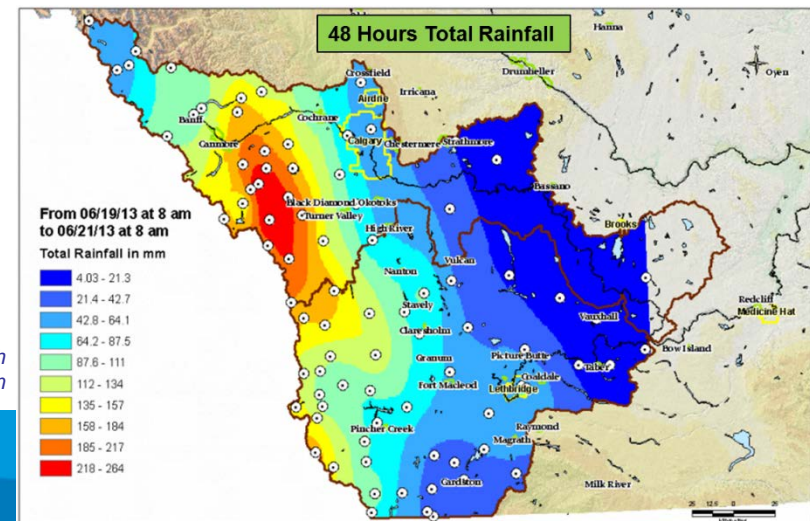 48 Hours Total Rainfall
Hanna
Drumheller
Oyen
Crossfield
Irricana
Airdrie
Banff
Cochrane
Canmore
Calgary
Chestermere
Strathmore
Bassano
From 06/19/13 at 8 am
to 06/21/13 at 8 am
Total Rainfall in mm
4.03 - 21.3
21.4 - 42.7
42.8 - 64.1
64.2 - 87.5
87.6 - 111
112 - 134
135 - 157
158 - 184
185 - 217
218 - 264
Black Diamond
Okotoks
Turner Valley
High River
Brooks
Vulcan
Nanton
Stavely
Redcliff
Medicine Hat
Vauxhall
Claresholm
Granum
Picture Butte
Bow Island
Taber
Fort Macleod
Coaldale
Lethbridge
Pincher Creek
Raymond
Magrath
Cardston
Milk River
25 12.5 0 25